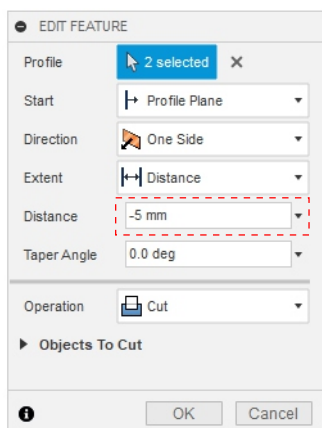 EDIT FEATURE
Profile 2 selected
Start Profile Plane
Direction One Side
Extent Distance
Distance -5 mm
Taper Angle 0.0 deg
Operation Cut
Objects To Cut
OK Cancel